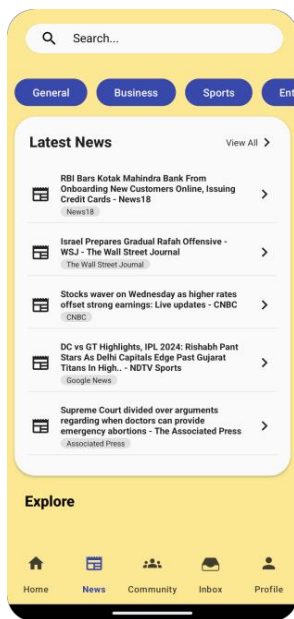 Search...
General
Business
Sports
Ent
Latest News
View All
RBI Bars Kotak Mahindra Bank From
Onboarding New Customers Online, Issuing
Credit Cards - News18
News18
Israel Prepares Gradual Rafah Offensive -
WSJ - The Wall Street Journal
The Wall Street Journal
Stocks waver on Wednesday as higher rates
offset strong earnings: Live updates - CNBC
CNBC
DC vs GT Highlights, IPL 2024: Rishabh Pant
Stars As Delhi Capitals Edge Past Gujarat
Titans In High.. - NDTV Sports
Google News
Supreme Court divided over arguments
regarding when doctors can provide
emergency abortions - The Associated Press
Associated Press
Explore
Home
News
Community
Inbox
Profile